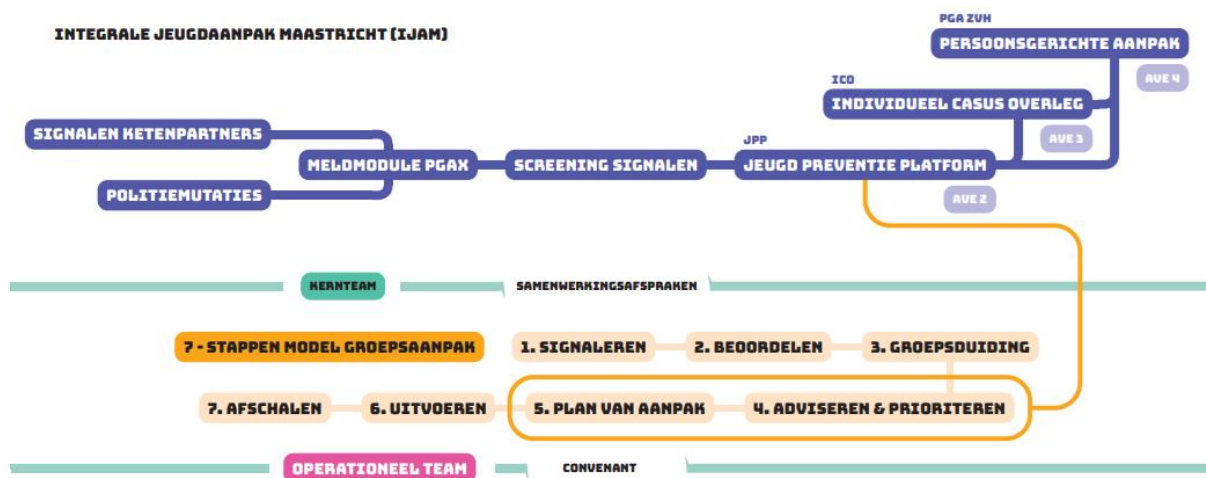 INTEGRALE JEUGDAANPAK MAASTRICHT (IJAM)
PGA ZVH
PERSOONSGERICHTE AANPAK
AVE 4
ICO
INDIVIDUEEL CASUS OVERLEG
AVE 3
SIGNALEN KETENPARTNERS
JPP
MELDMODULE PGAX
SCREENING SIGNALEN
JEUGD PREVENTIE PLATFORM
POLITIEMUTATIES
AVE 2
KERNTEAM
SAMENWERKINGSAFSPRAKEN
7 - STAPPEN MODEL GROEPSAANPAK
1. SIGNALEREN
2. BEOORDELEN
3. GROEPSDUIDING
7. AFSCHALEN
6. UITVOEREN
5. PLAN VAN AANPAK
4. ADVISEREN & PRIORITEREN
OPERATIONEEL TEAM
CONVENANT